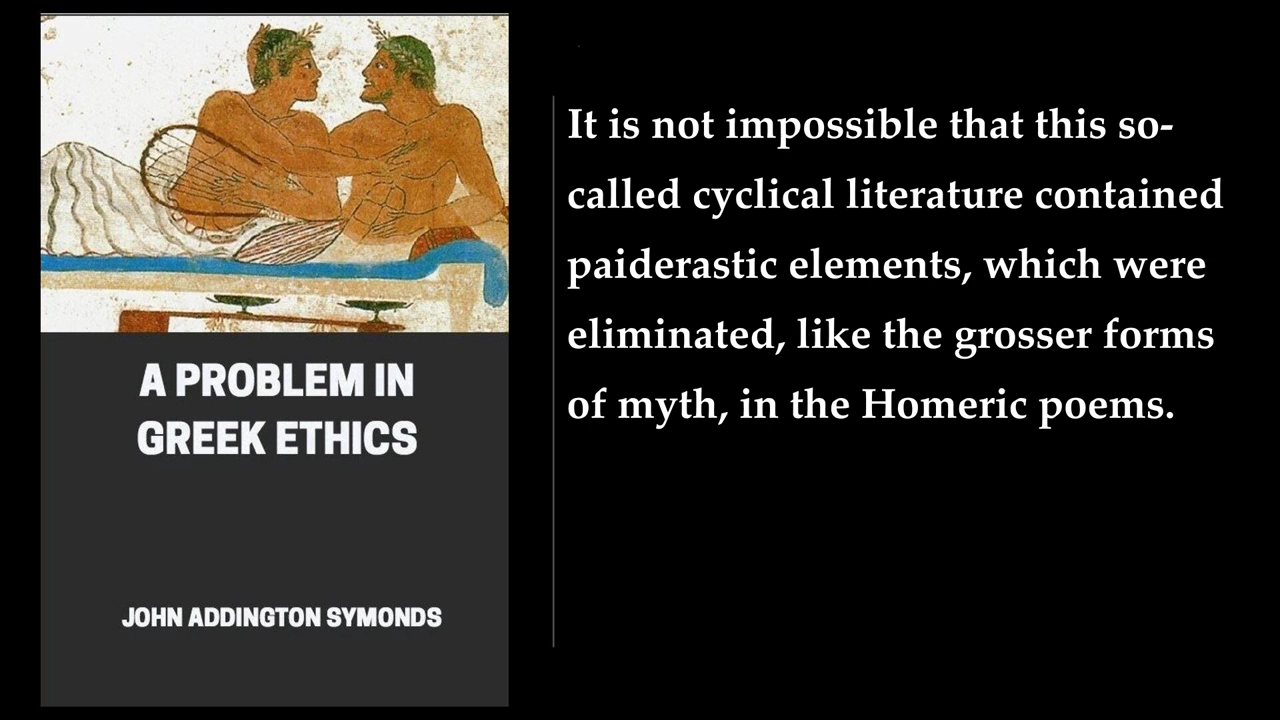 A PROBLEM IN
GREEK ETHICS
JOHN ADDINGTON SYMONDS
It is not impossible that this so-
called cyclical literature contained
paiderastic elements, which were
eliminated, like the grosser forms
of myth, in the Homeric poems.